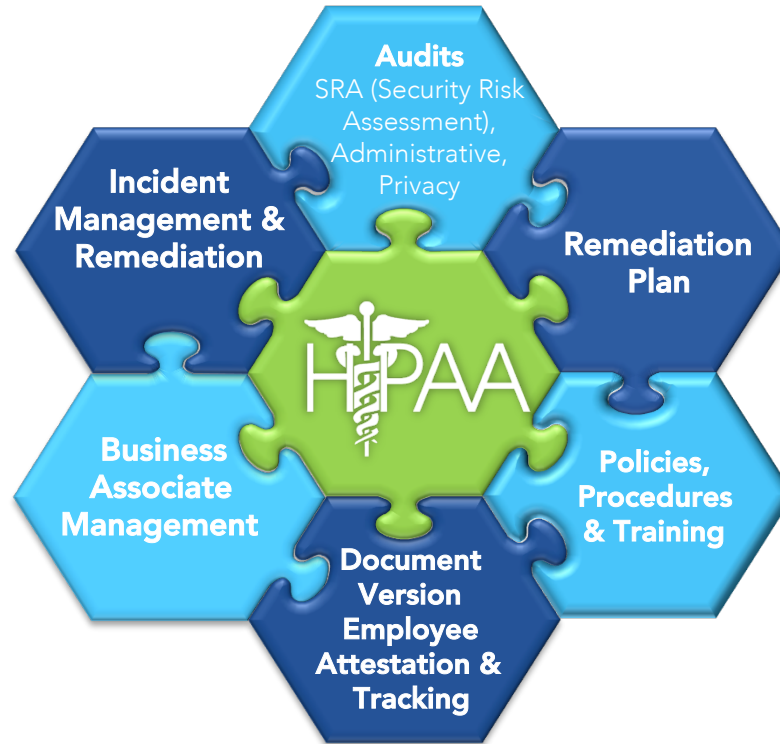 Audits
SRA (Security Risk
Assessment),
Administrative,
Privacy
Remediation
Plan
Policies,
Procedures
& Training
Document
Version
Employee
Attestation &
Tracking
Business
Associate
Management
Incident
Management &
Remediation
HIPAA